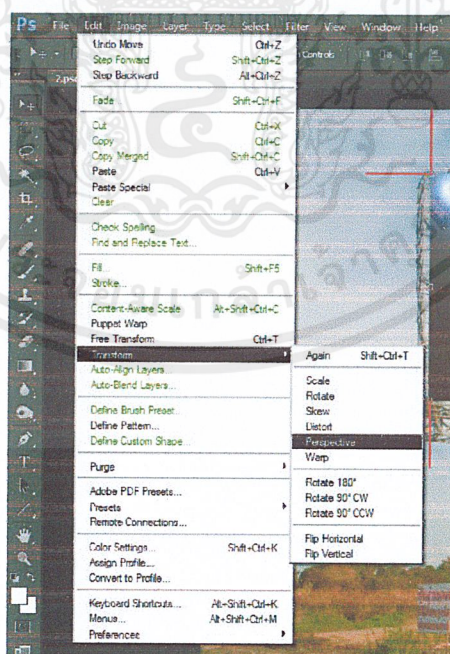 Ps File Edit Image Layer Type Select Filter View Window Help
Undo Move Ctrl+Z
Step Forward Shift+Ctrl+Z
Step Backward Alt+Ctrl+Z
Controls
2.psd
Fade Shift+Ctrl+F
Cut Ctrl+X
Copy Ctrl+C
Copy Merged Shift+Ctrl+C
Paste Ctrl+V
Paste Special
Clear
Check Spelling
Find and Replace Text...
Fill... Shift+F5
Stroke...
Content-Aware Scale Alt+Shift+Ctrl+C
Puppet Warp
Free Transform Ctrl+T
Transform
Auto-Align Layers...
Auto-Blend Layers...
Define Brush Preset...
Define Pattern...
Define Custom Shape...
Purge
Adobe PDF Presets...
Presets
Remote Connections...
Color Settings... Shift+Ctrl+K
Assign Profile...
Convert to Profile...
Keyboard Shortcuts... Alt+Shift+Ctrl+K
Menus... Alt+Shift+Ctrl+M
Preferences
Again Shift+Ctrl+T
Scale
Rotate
Skew
Distort
Perspective
Warp
Rotate 180°
Rotate 90° CW
Rotate 90° CCW
Flip Horizontal
Flip Vertical